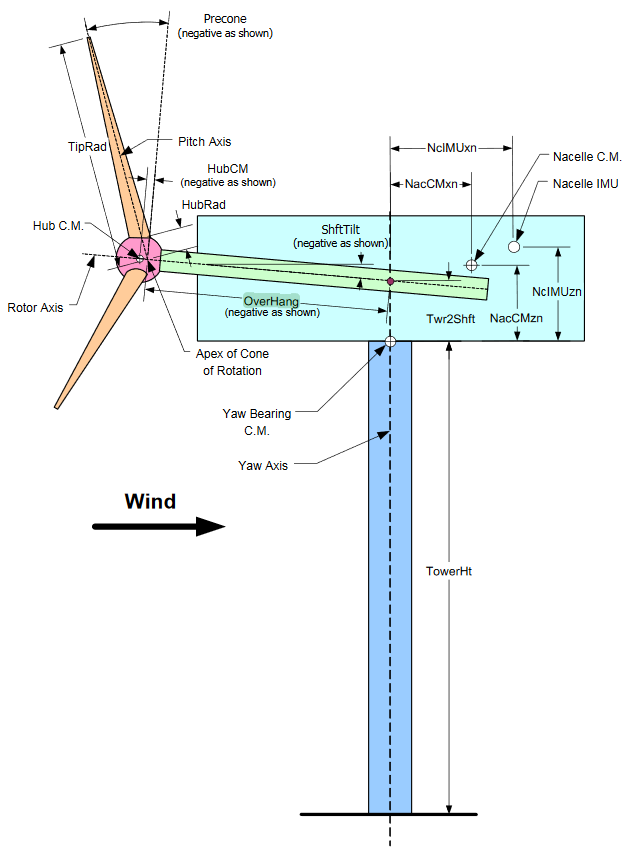 Precone
(negative as shown)
TipRad
Pitch Axis
NcIMUxn
Nacelle C.M.
HubCM
(negative as shown)
NacCMxn
Nacelle IMU
HubRad
Hub C.M.
ShftTilt
(negative as shown)
Rotor Axis
OverHang
(negative as shown)
NcIMUzn
NacCMzn
Twr2Shft
Apex of Cone
of Rotation
Yaw Bearing
C.M.
Yaw Axis
Wind
TowerHt